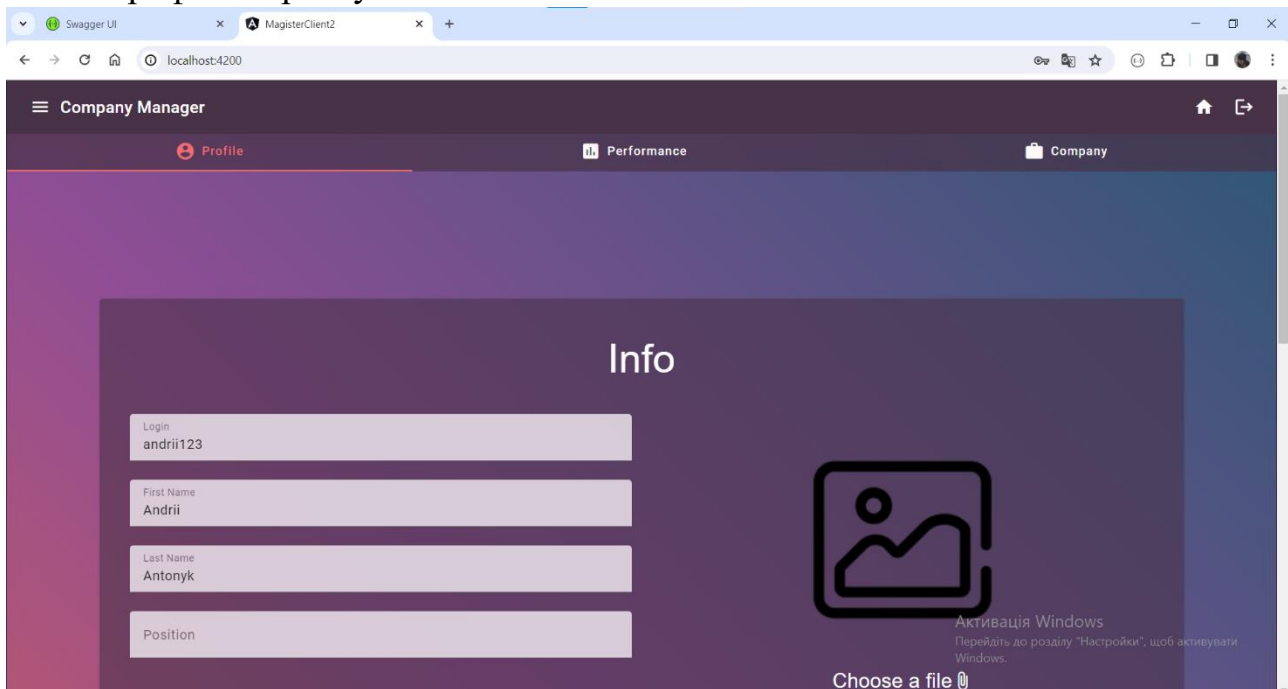 Swagger UI
MagisterClient2
localhost:4200
Company Manager
Profile
Performance
Company
Info
Login
andrii123
First Name
Andrii
Last Name
Antonyk
Position
Choose a file
Активація Windows
Перейдіть до розділу "Настройки", щоб активувати
Windows.